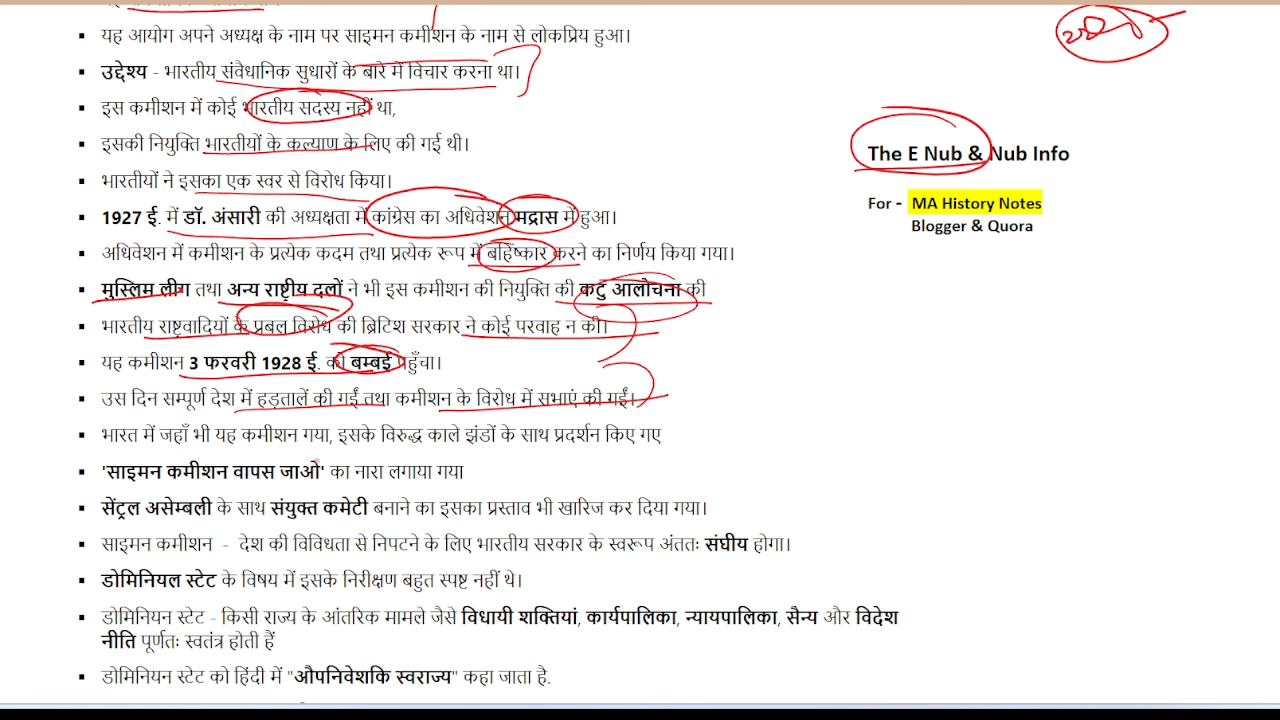 यह आयोग अपने अध्यक्ष के नाम पर साइमन कमीशन के नाम से लोकप्रिय हुआ।
उद्देश्य - भारतीय संवैधानिक सुधारों के बारे में विचार करना था।
इस कमीशन में कोई भारतीय सदस्य नहीं था,
इसकी नियुक्ति भारतीयों के कल्याण के लिए की गई थी।
भारतीयों ने इसका एक स्वर से विरोध किया।
1927 ई. में डॉ. अंसारी की अध्यक्षता में कांग्रेस का अधिवेशन मद्रास में हुआ।
अधिवेशन में कमीशन के प्रत्येक कदम तथा प्रत्येक रूप में बहिष्कार करने का निर्णय किया गया।
मुस्लिम लीग तथा अन्य राष्ट्रीय दलों ने भी इस कमीशन की नियुक्ति की कटु आलोचना की
भारतीय राष्ट्रवादियों के प्रबल विरोध की ब्रिटिश सरकार ने कोई परवाह न की।
यह कमीशन 3 फरवरी 1928 ई. को बम्बई पहुँचा।
उस दिन सम्पूर्ण देश में हड़तालें की गईं तथा कमीशन के विरोध में सभाएं की गईं।
भारत में जहाँ भी यह कमीशन गया, इसके विरुद्ध काले झंडों के साथ प्रदर्शन किए गए
'साइमन कमीशन वापस जाओ' का नारा लगाया गया
सेंट्रल असेम्बली के साथ संयुक्त कमेटी बनाने का इसका प्रस्ताव भी खारिज कर दिया गया।
साइमन कमीशन - देश की विविधता से निपटने के लिए भारतीय सरकार के स्वरूप अंततः संघीय होगा।
डोमिनियल स्टेट के विषय में इसके निरीक्षण बहुत स्पष्ट नहीं थे।
डोमिनियन स्टेट - किसी राज्य के आंतरिक मामले जैसे विधायी शक्तियां, कार्यपालिका, न्यायपालिका, सैन्य और विदेश
नीति पूर्णतः स्वतंत्र होती हैं
डोमिनियन स्टेट को हिंदी में "औपनिवेशकि स्वराज्य" कहा जाता है.
The E Nub & Nub Info
For - MA History Notes
Blogger & Quora